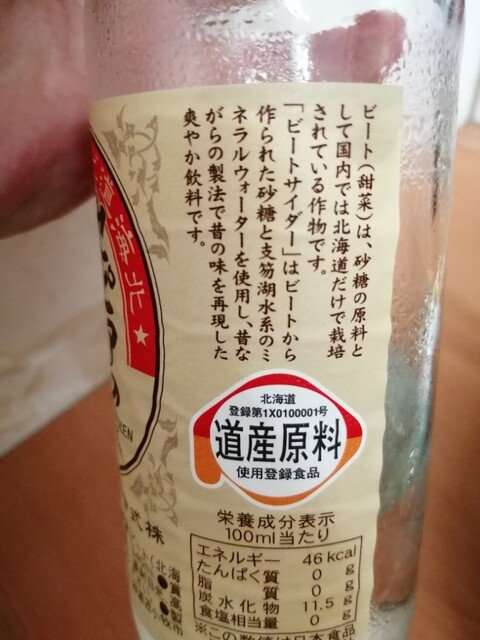 ビート（甜菜）は、砂糖の原料と
して国内では北海道だけで栽培
されている作物です。
「ビートサイダー」はビートから
作られた砂糖と支笏湖水系のミ
ネラルウォーターを使用し、昔な
がらの製法で昔の味を再現した
爽やか飲料です。
北海道
北海道
登録第1X0100001号
道産原料
使用登録食品
栄養成分表示
100ml当たり
エネルギー 46kcal
たんぱく質 0 g
脂質 0 g
炭水化物 11.5 g
食塩相当量 0 g